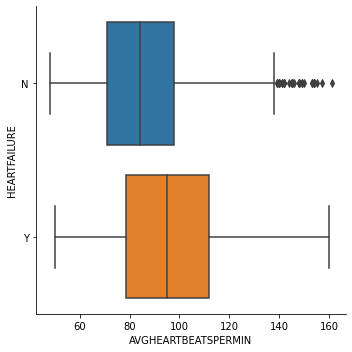 N
Y
HEARTFAILURE
60 80 100 120 140 160
AVGHEARTBEATSPERMIN